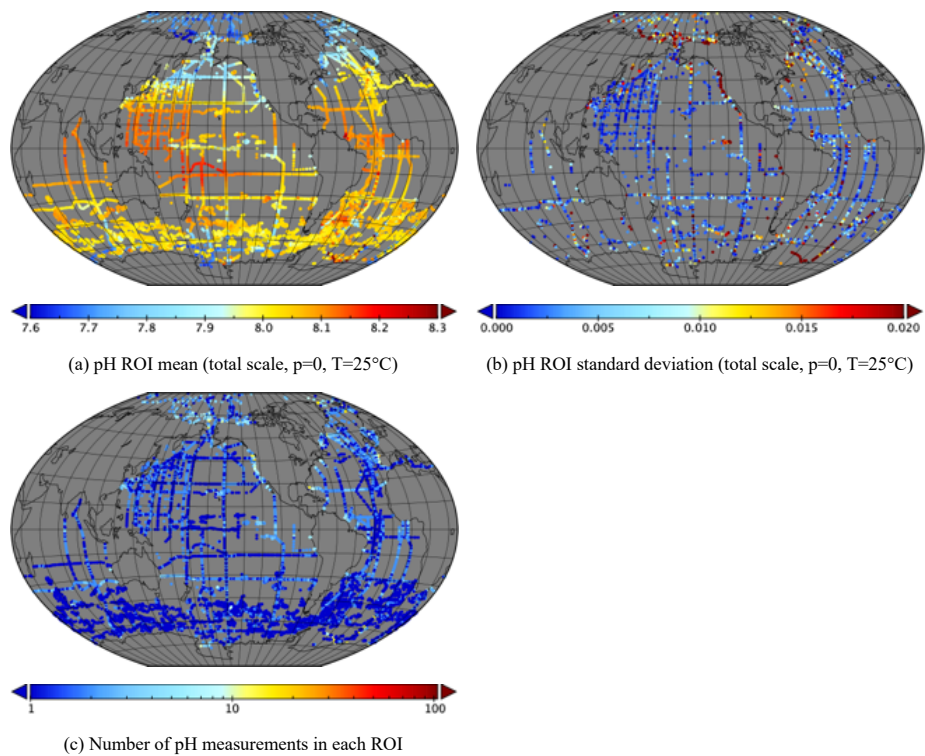 7.6 7.7 7.8 7.9 8.0 8.1 8.2 8.3
(a) pH ROI mean (total scale, p=0, T=25°C)
0.000 0.005 0.010 0.015 0.020
(b) pH ROI standard deviation (total scale, p=0, T=25°C)
1 10 100
(c) Number of pH measurements in each ROI